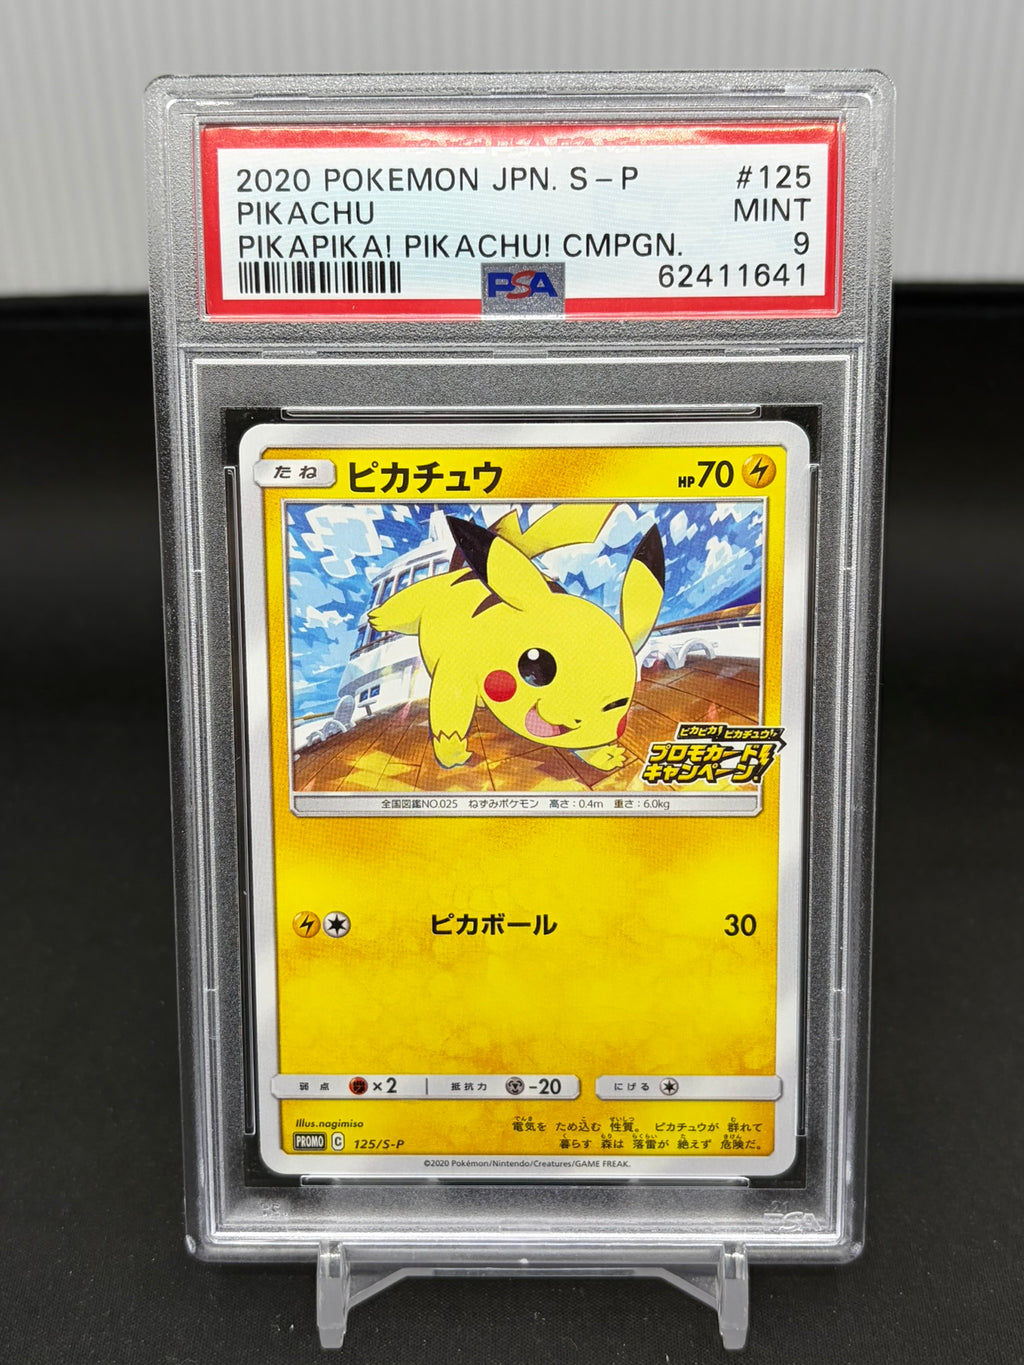 2020 POKEMON JPN. S-P #125
PIKACHU MINT
PIKAPIKA! PIKACHU! CMPGN. 9
PSA 62411641
たね ピカチュウ HP70
ピカピカ! ピカチュウ!
プロモカード
キャンペーン!
全国図鑑NO.025 ねずみポケモン 高さ:0.4m 重さ:6.0kg
ピカボール 30
弱点 ×2 抵抗力 -20 にげる
Illus.nagimiso
電気を ため込む 性質。 ピカチュウが 群れて
暮らす 森は 落雷が 絶えず 危険だ。
PROMO C 125/S-P
©2020 Pokémon/Nintendo/Creatures/GAME FREAK.
PSA